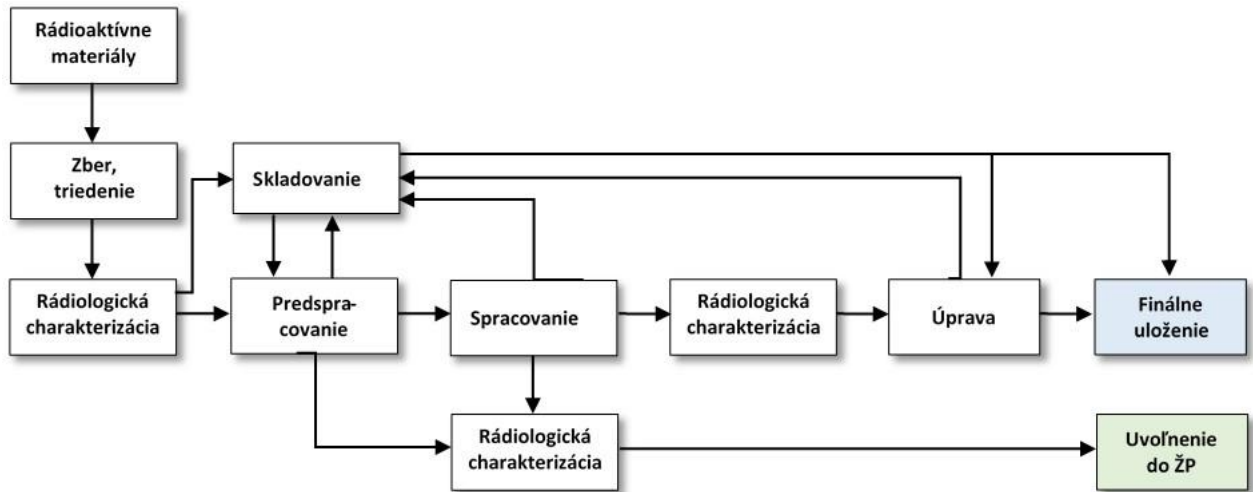 Rádioaktívne
materiály
Zber,
triedenie
Skladovanie
Rádiologická
charakterizácia
Predspra-
covanie
Spracovanie
Rádiologická
charakterizácia
Úprava
Finálne
uloženie
Rádiologická
charakterizácia
Uvoľnenie
do ŽP